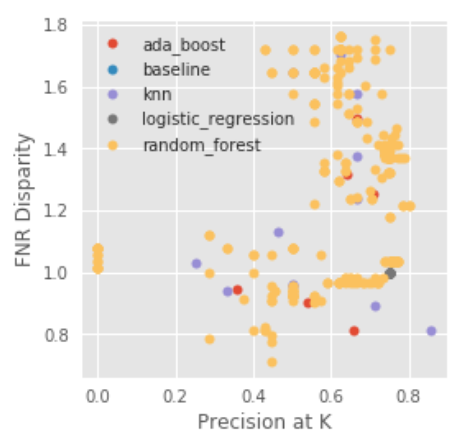 1.8
1.6
1.4
1.2
1.0
0.8
FNR Disparity
ada_boost
baseline
knn
logistic_regression
random_forest
0.0 0.2 0.4 0.6 0.8
Precision at K